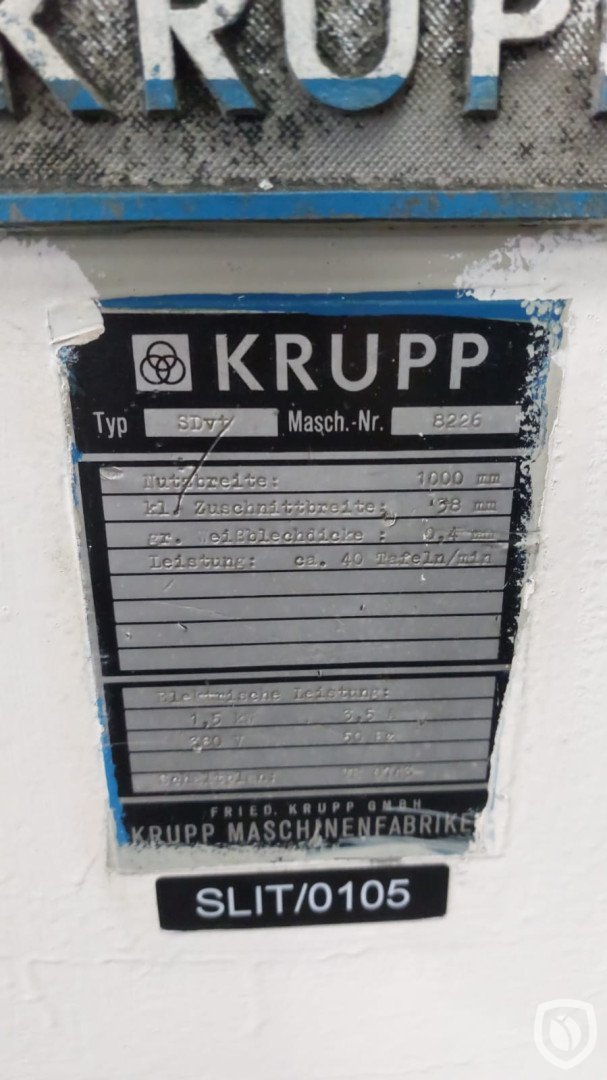 KRUPP
KRUPP
Typ SDvt Masch.-Nr. 8226
Nutzbreite: 1000 mm
kl. Zuschnittbreite: 38 mm
gr. Weißblechdicke : 0,4 mm
Leistung: ca. 40 Tafeln/min
Elektrische Leistung:
1,5 kW 3,5 A
380 V 50 Hz
Schaltplan:
FRIED. KRUPP GMBH
KRUPP MASCHINENFABRIKE
SLIT/0105